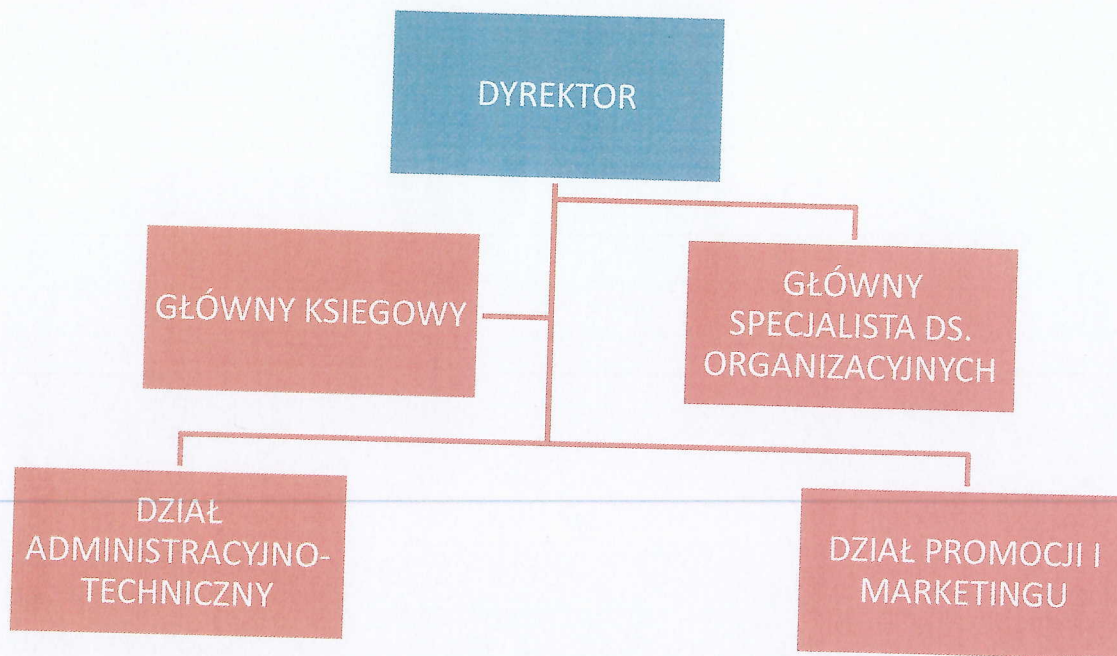 DYREKTOR
GŁÓWNY KSIEGOWY
GŁÓWNY
SPECJALISTA DS.
ORGANIZACYJNYCH
DZIAŁ
ADMINISTRACYJNO-
TECHNICZNY
DZIAŁ PROMOCJI I
MARKETINGU